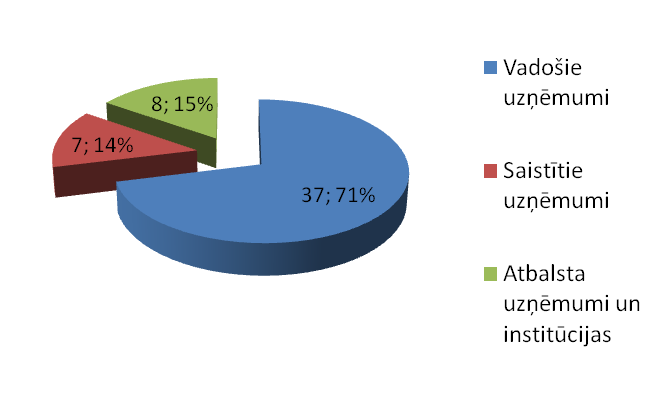 8; 15%
7; 14%
37; 71%
Vadošie
uzņēmumi
Saistītie
uzņēmumi
Atbalsta
uzņēmumi un
institūcijas